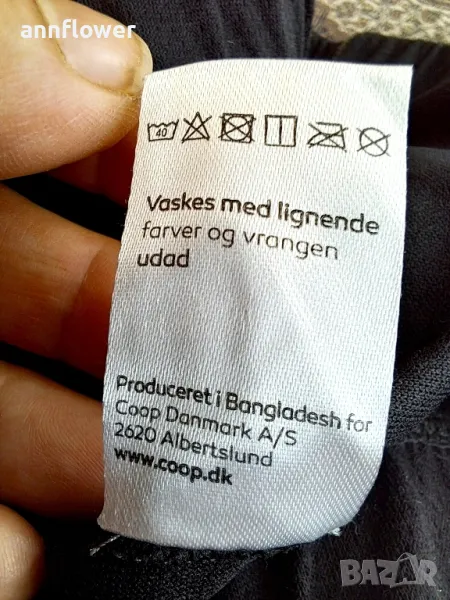 annflower
40
Vaskes med lignende
farver og vrangen
udad
Produceret i Bangladesh for
Coop Danmark A/S
2620 Albertslund
www.coop.dk
BAZAR